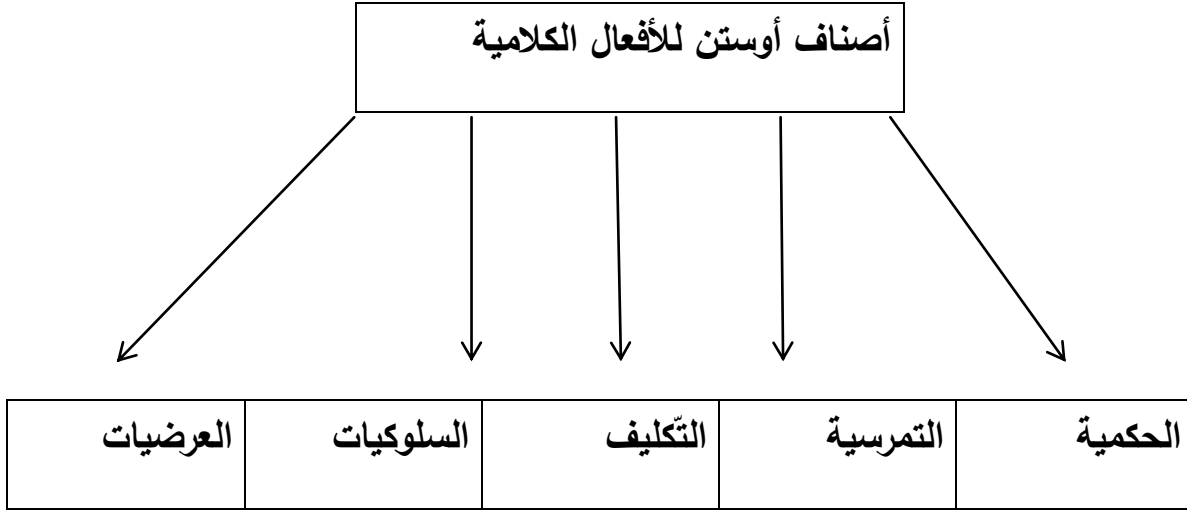 أصناف أوستن للأفعال الكلامية
الحكمية
التمرسية
التّكليف
السلوكيات
العرضيات